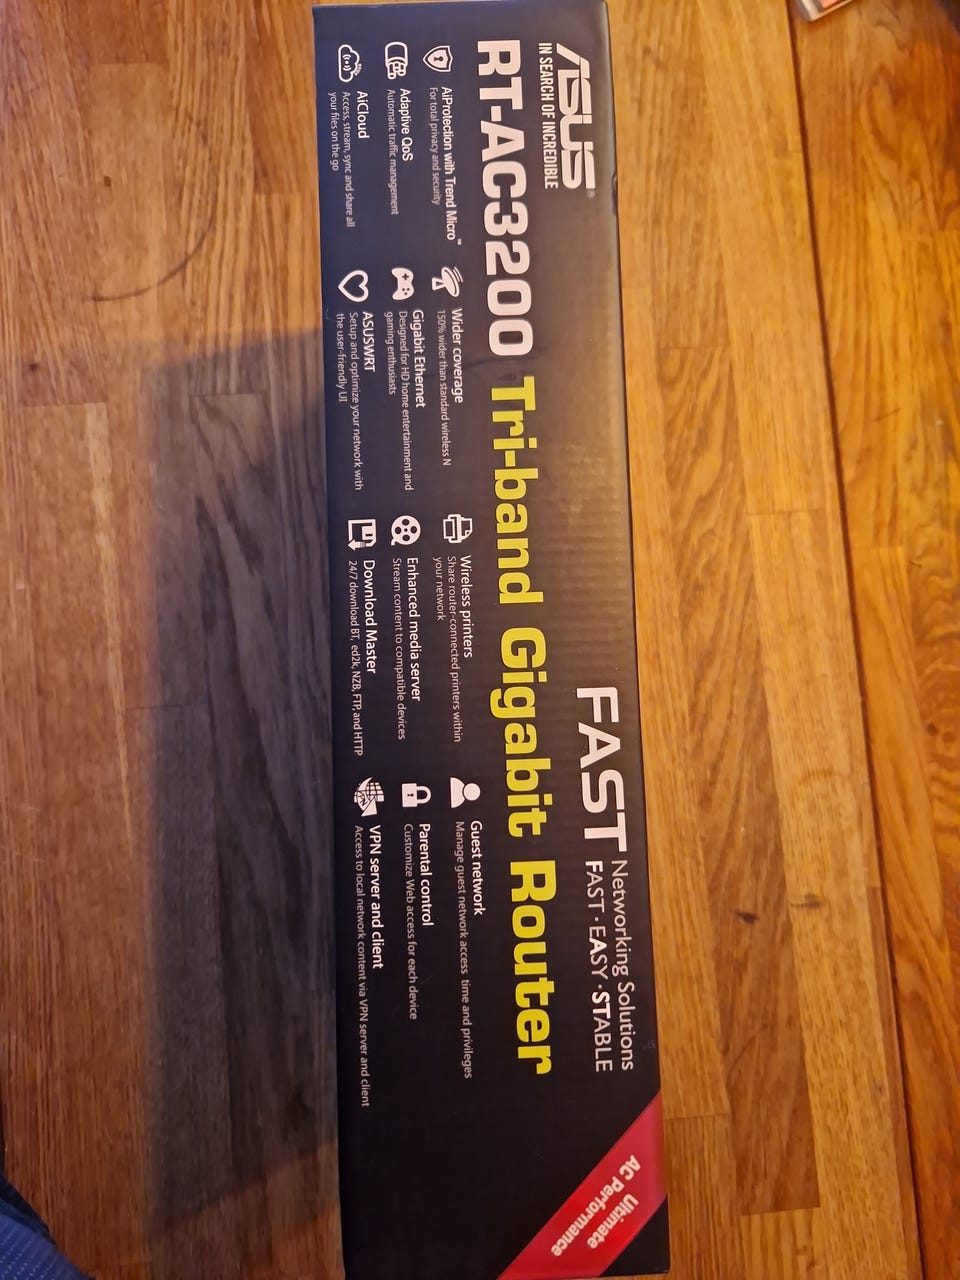 ASUS®
IN SEARCH OF INCREDIBLE
FAST Networking Solutions
FAST·EASY·STABLE
RT-AC3200 Tri-band Gigabit Router
AiProtection with Trend Micro™
For total privacy and security
Wider coverage
150% wider than standard wireless N
Wireless printers
Share router-connected printers within
your network
Guest network
Manage guest network access time and privileges
Adaptive QoS
Automatic traffic management
Gigabit Ethernet
Designed for HD home entertainment and
gaming enthusiasts
Enhanced media server
Stream content to compatible devices
Parental control
Customize Web access for each device
AiCloud
Access, stream, sync and share all
your files on the go
ASUSWRT
Setup and optimize your network with
the user-friendly UI
Download Master
24/7 download BT, ed2k, NZB, FTP, and HTTP
VPN server and client
Access to local network content via VPN server and client
Ultimate
AC Performance